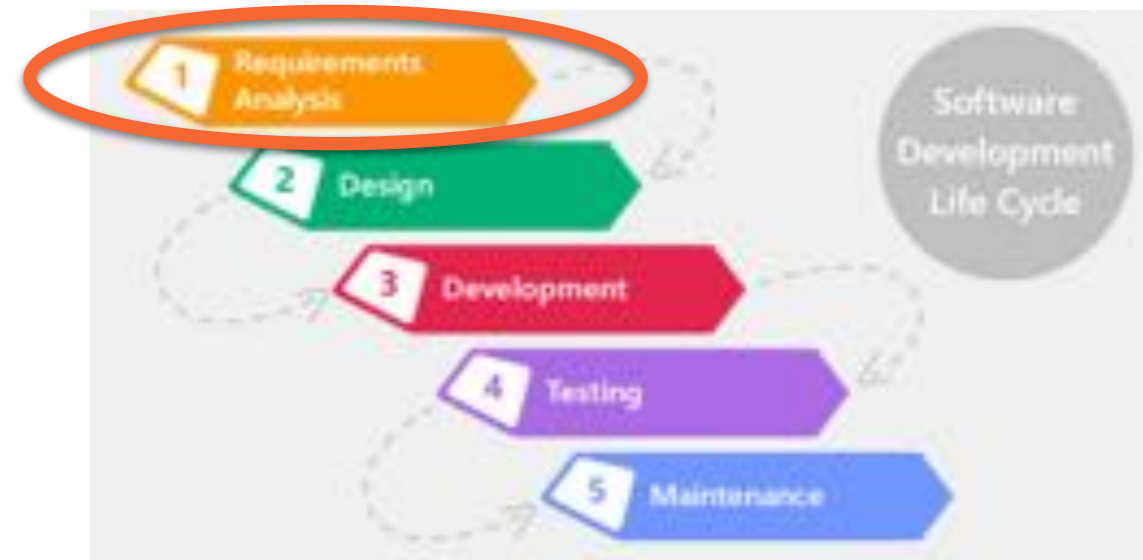 1
Requirements
Analysis
2
Design
3
Development
4
Testing
5
Maintenance
Software
Development
Life Cycle